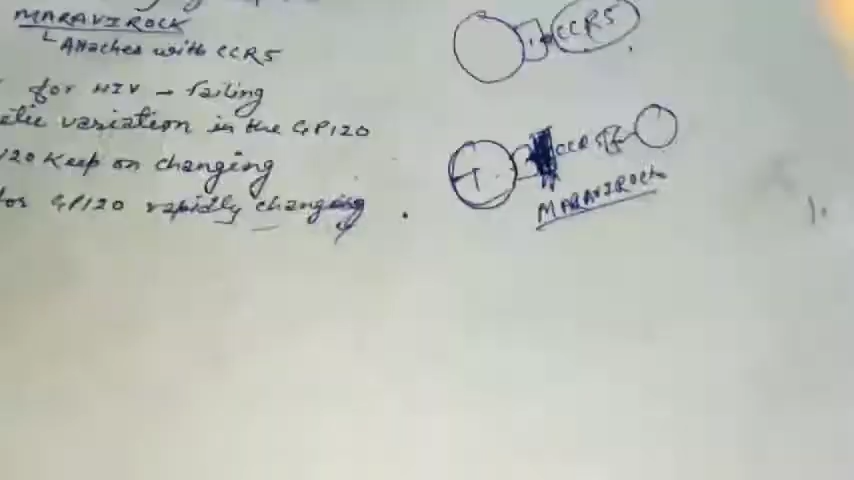 MARAVIROCK
Attaches with CCR5
for HIV → Failing
variation in the GP120
120 Keep on changing
for GP120 rapidly changing
CCR5
T
CCR5
MARAVIROCK